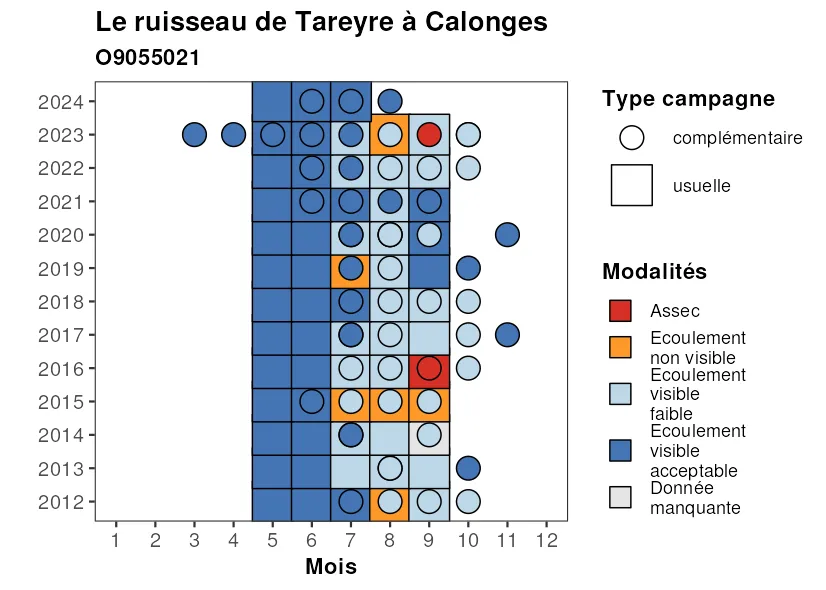 Le ruisseau de Tareyre à Calonges
O9055021
2024
2023
2022
2021
2020
2019
2018
2017
2016
2015
2014
2013
2012
1 2 3 4 5 6 7 8 9 10 11 12
Mois
Type campagne
complémentaire
usuelle
Modalités
Assec
Ecoulement
non visible
Ecoulement
visible
faible
Ecoulement
visible
acceptable
Donnée
manquante